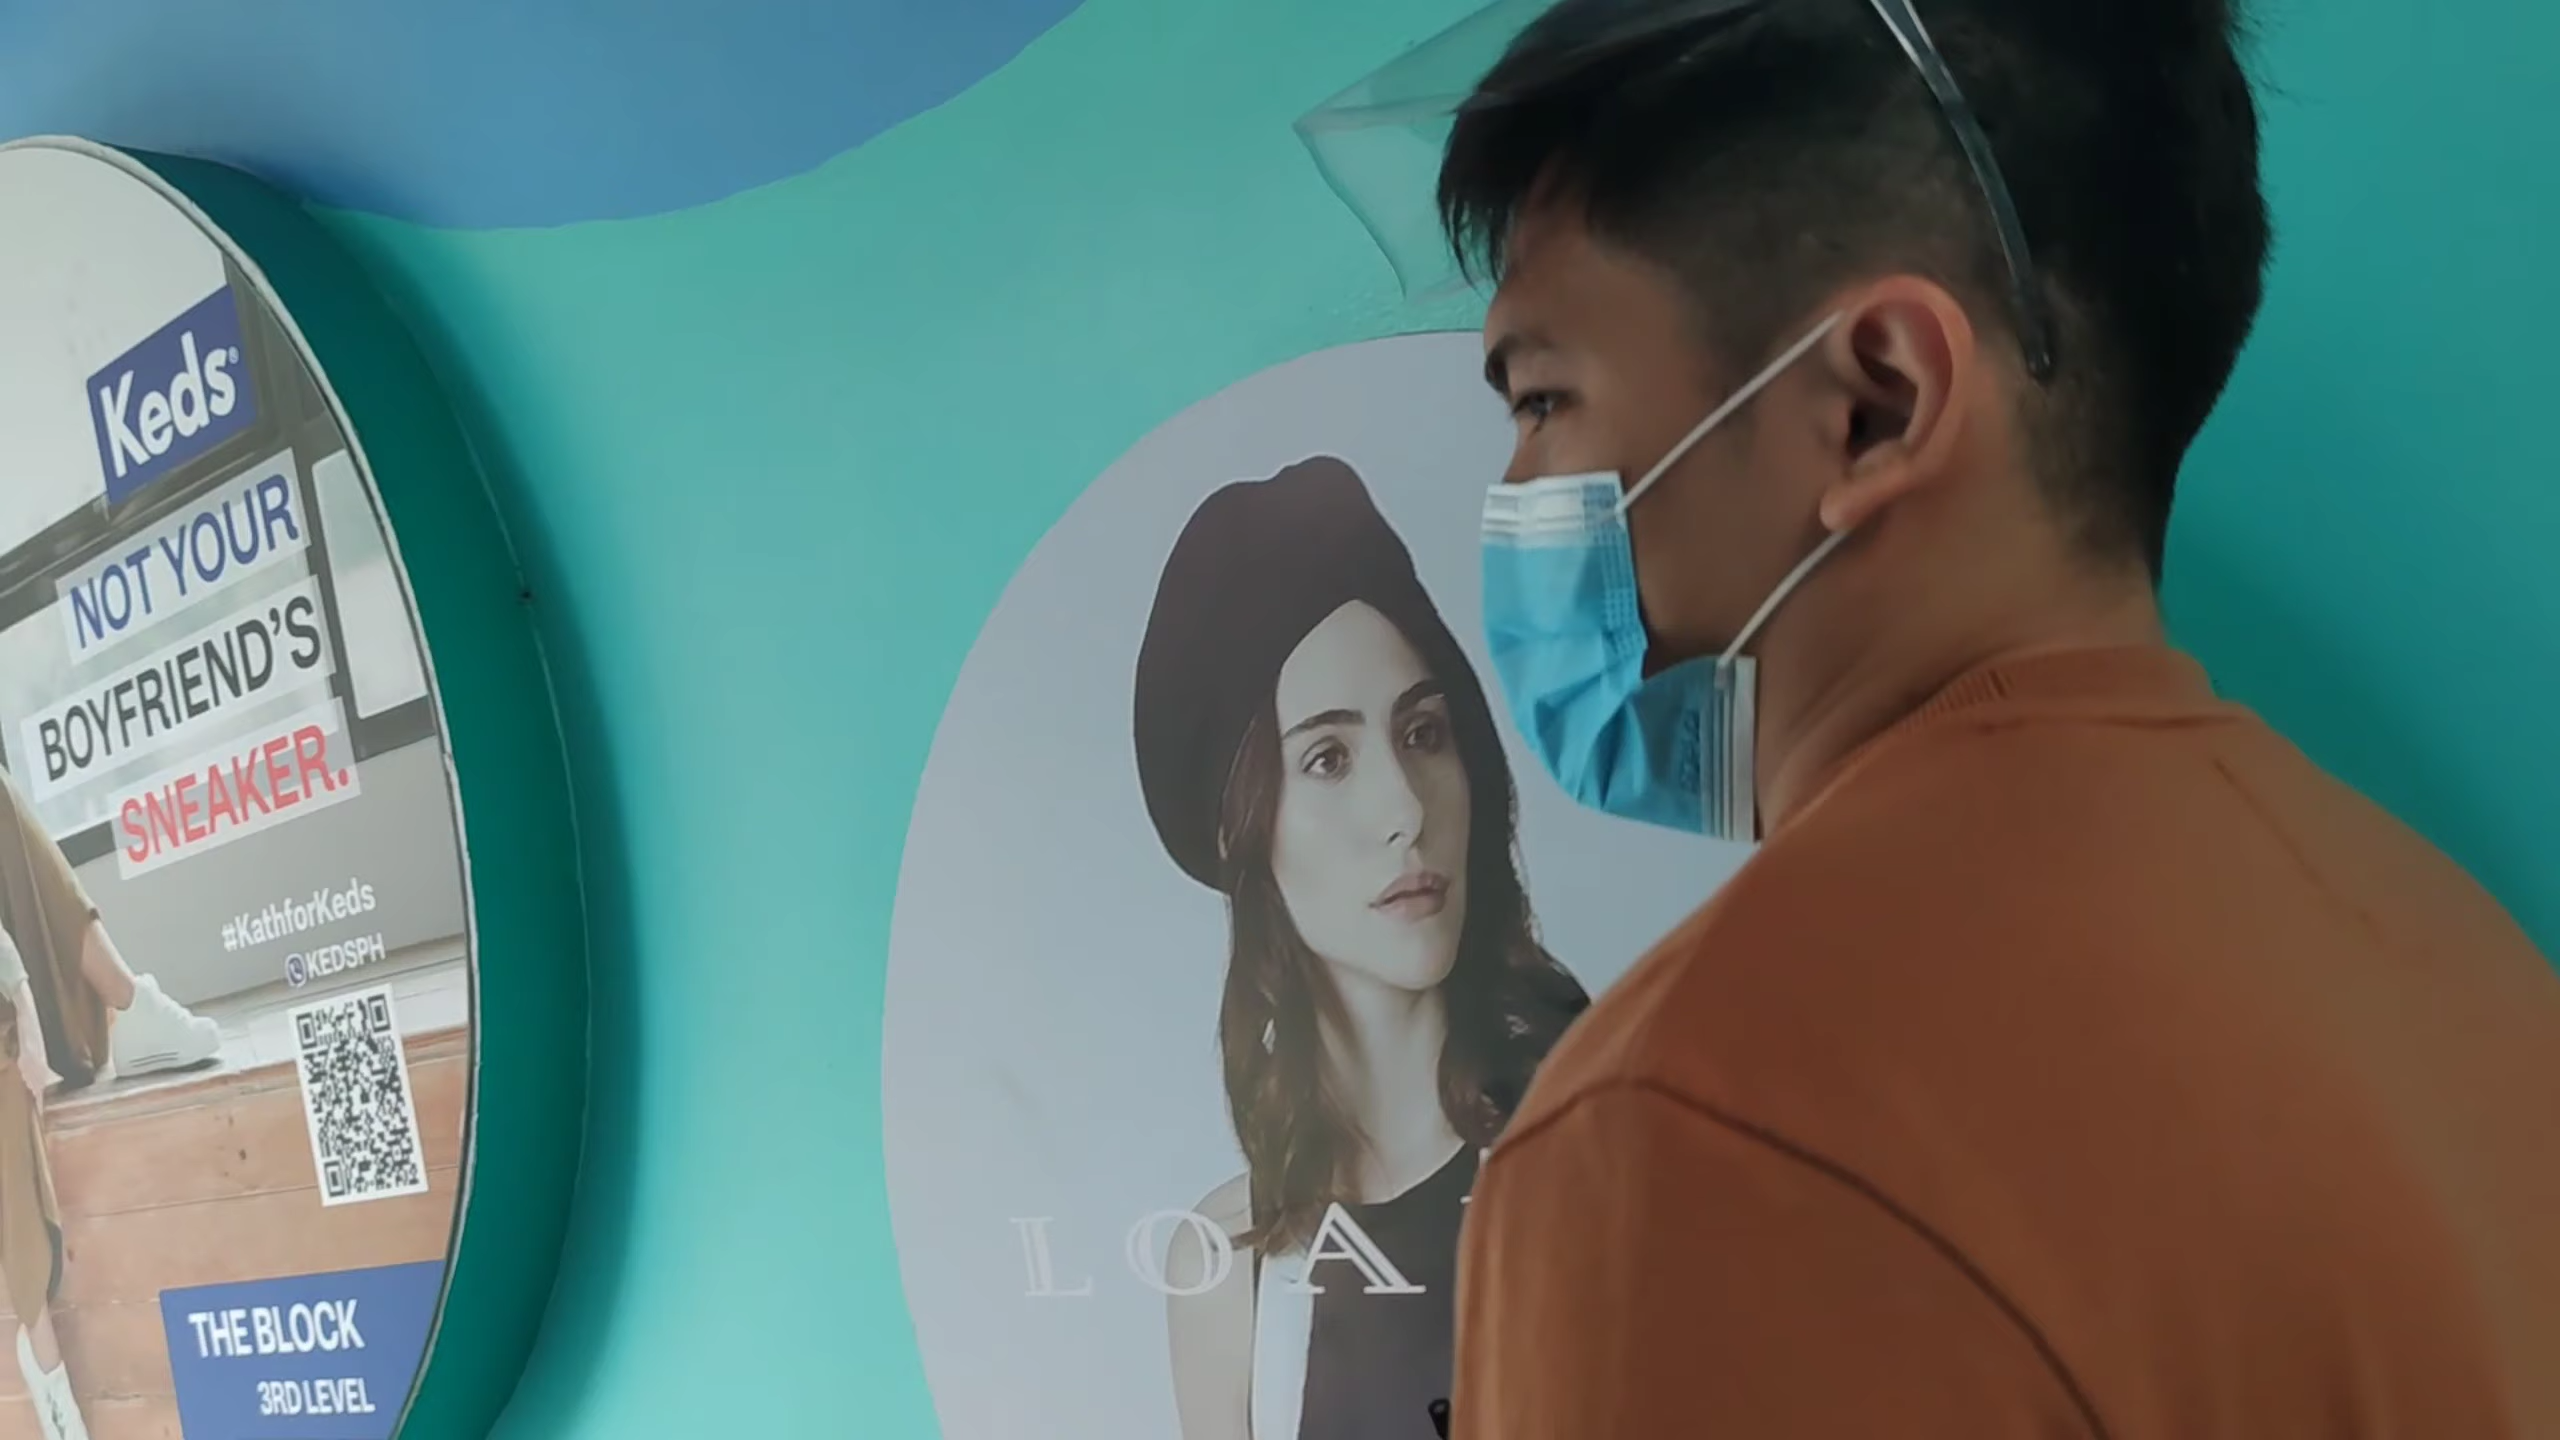 Keds
NOT YOUR
BOYFRIEND'S
SNEAKER.
#KathforKeds
KEDSPH
THE BLOCK
3RD LEVEL
LOA